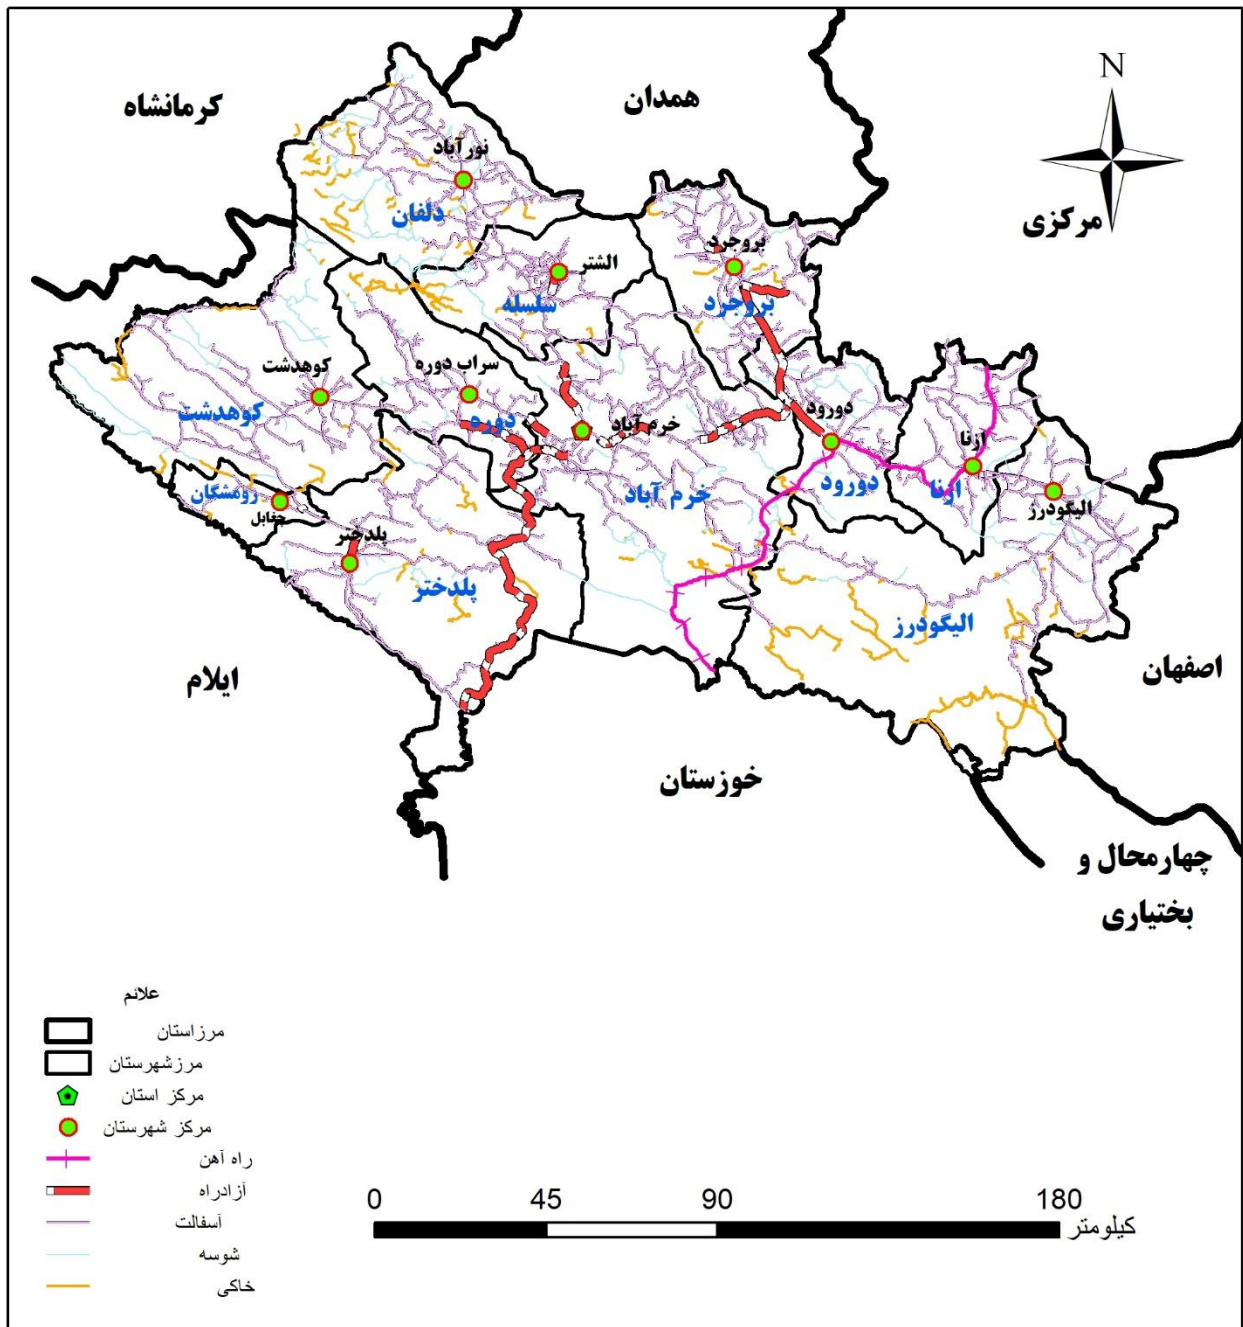 N
کرمانشاه
همدان
مرکزی
نورآباد
دلفان
بروجرد
بروجرد
الشتر
سلسله
کوهدشت
کوهدشت
سراب دوره
دوره
خرم آباد
خرم آباد
دورود
دورود
ازنا
ازنا
الیگودرز
الیگودرز
رومشگان
چغابل
پلدختر
پلدختر
ایلام
اصفهان
خوزستان
چهارمحال و
بختیاری
علائم
مرزاستان
مرزشهرستان
مرکز استان
مرکز شهرستان
راه آهن
آزادراه
آسفالت
شوسه
خاکی
0 45 90 180
کیلومتر